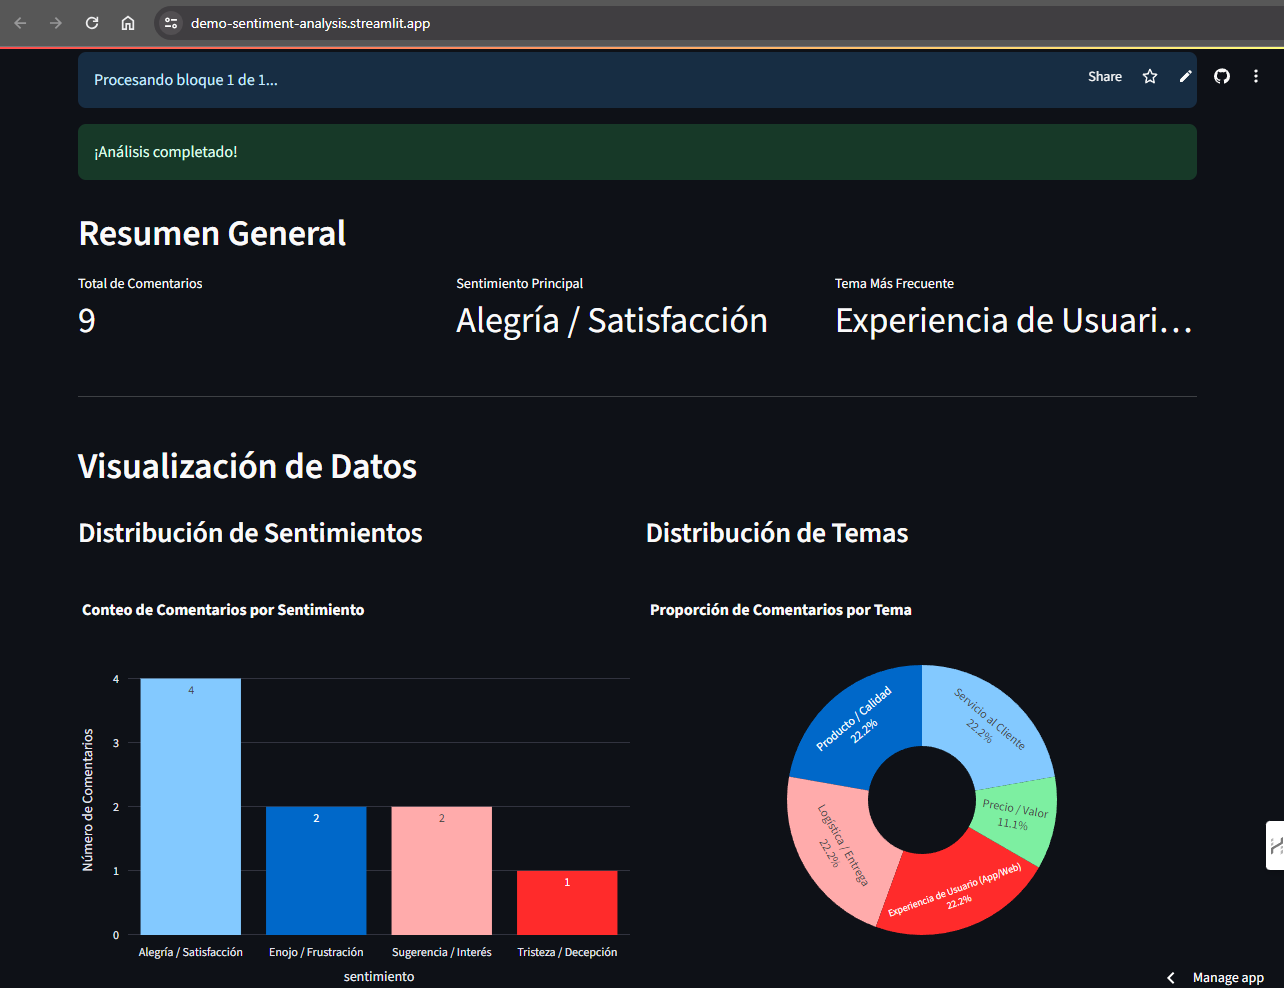 demo-sentiment-analysis.streamlit.app
Procesando bloque 1 de 1...
Share
¡Análisis completado!
Resumen General
Total de Comentarios
9
Sentimiento Principal
Alegría / Satisfacción
Tema Más Frecuente
Experiencia de Usuari...
Visualización de Datos
Distribución de Sentimientos
Conteo de Comentarios por Sentimiento
Número de Comentarios
4
3
2
1
0
4
2
2
1
Alegría / Satisfacción
Enojo / Frustración
Sugerencia / Interés
Tristeza / Decepción
sentimiento
Distribución de Temas
Proporción de Comentarios por Tema
Servicio al Cliente
22.2%
Precio / Valor
11.1%
Experiencia de Usuario (App/Web)
22.2%
Logística / Entrega
22.2%
Producto / Calidad
22.2%
Manage app